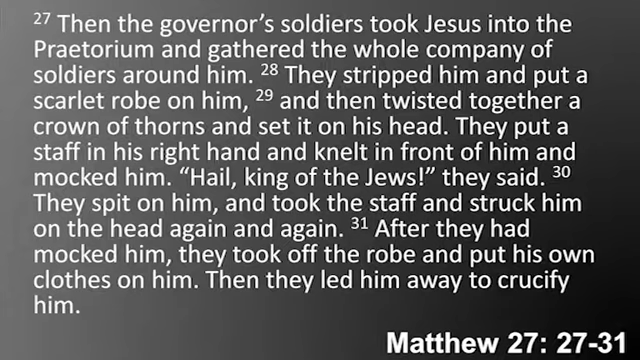 27 Then the governor’s soldiers took Jesus into the
Praetorium and gathered the whole company of
soldiers around him. 28 They stripped him and put a
scarlet robe on him, 29 and then twisted together a
crown of thorns and set it on his head. They put a
staff in his right hand and knelt in front of him and
mocked him. “Hail, king of the Jews!” they said. 30
They spit on him, and took the staff and struck him
on the head again and again. 31 After they had
mocked him, they took off the robe and put his own
clothes on him. Then they led him away to crucify
him.
Matthew 27: 27-31